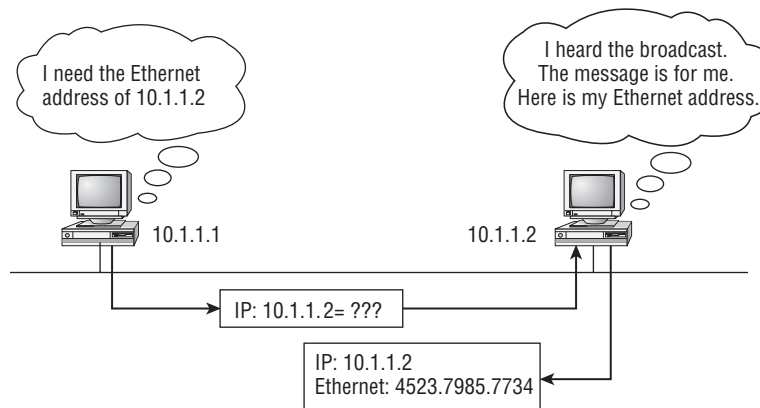 I need the Ethernet
address of 10.1.1.2
I heard the broadcast.
The message is for me.
Here is my Ethernet address.
10.1.1.1
10.1.1.2
IP: 10.1.1.2= ???
IP: 10.1.1.2
Ethernet: 4523.7985.7734